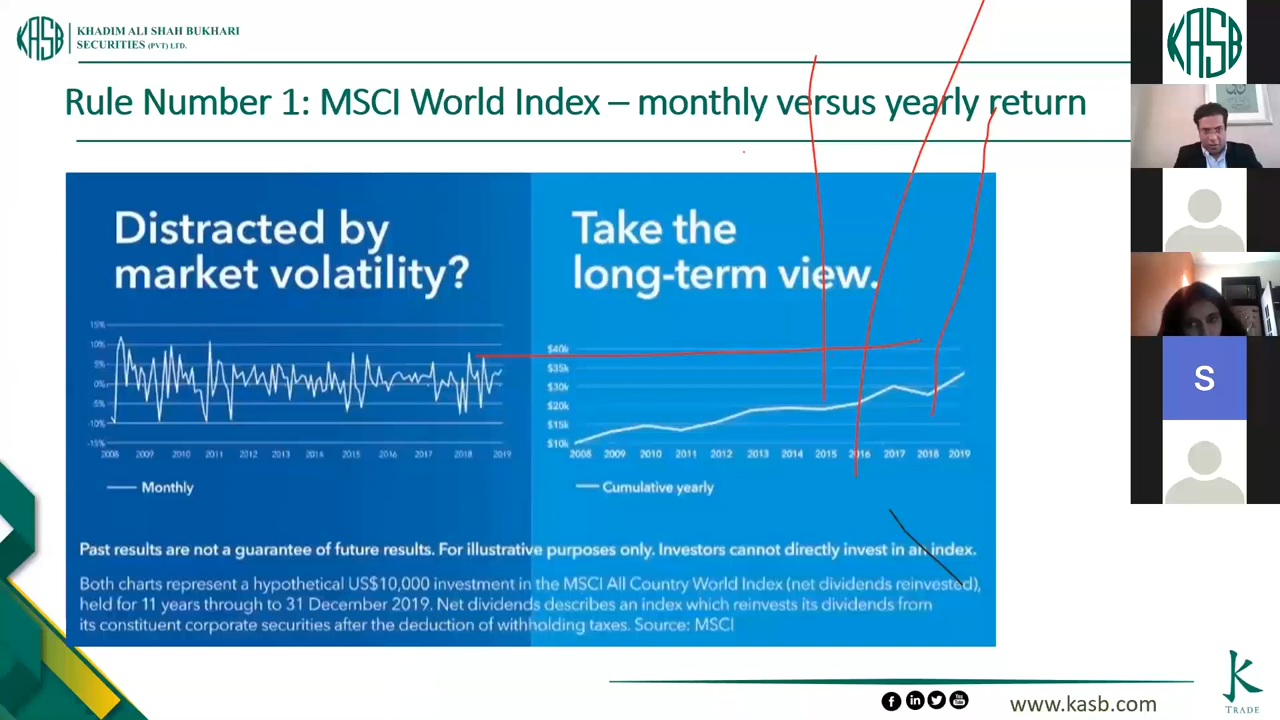 KASB
KHADIM ALI SHAH BUKHARI
SECURITIES (PVT) LTD.
KASB
Rule Number 1: MSCI World Index – monthly versus yearly return
Distracted by
market volatility?
15%
10%
5%
0%
-5%
-10%
-15%
2008 2009 2010 2011 2012 2013 2014 2015 2016 2017 2018 2019
Monthly
Take the
long-term view.
$40k
$35k
$30k
$20k
$15k
$10k
2008 2009 2010 2011 2012 2013 2014 2015 2016 2017 2018 2019
Cumulative yearly
S
Past results are not a guarantee of future results. For illustrative purposes only. Investors cannot directly invest in an index.
Both charts represent a hypothetical US$10,000 investment in the MSCI All Country World Index (net dividends reinvested),
held for 11 years through to 31 December 2019. Net dividends describes an index which reinvests its dividends from
its constituent corporate securities after the deduction of withholding taxes. Source: MSCI
www.kasb.com
K
TRADE